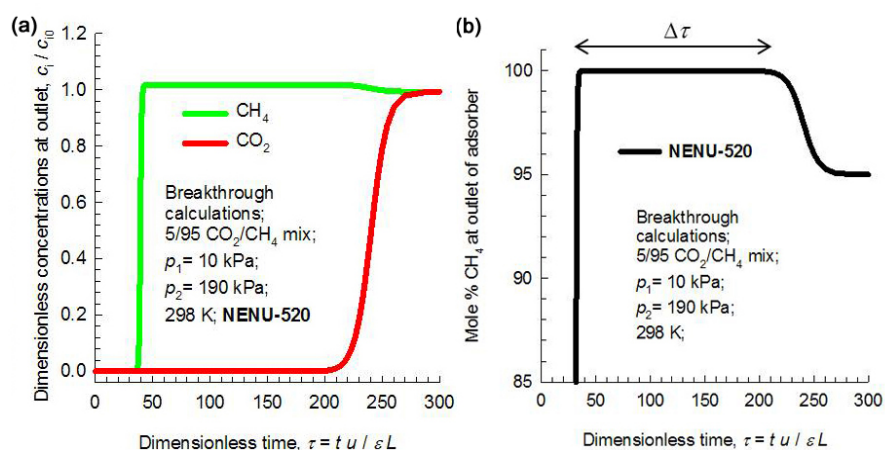 (a)
1.2
1.0
0.8
0.6
0.4
0.2
0.0
Dimensionless concentrations at outlet, c_i / c_i0
CH₄
CO₂
Breakthrough
calculations;
5/95 CO₂/CH₄ mix;
p₁= 10 kPa;
p₂= 190 kPa;
298 K; NENU-520
0 50 100 150 200 250 300
Dimensionless time, τ = t u / ε L
(b)
Δτ
100
95
90
85
Mole % CH₄ at outlet of adsorber
NENU-520
Breakthrough
calculations;
5/95 CO₂/CH₄ mix;
p₁= 10 kPa;
p₂= 190 kPa;
298 K;
0 50 100 150 200 250 300
Dimensionless time, τ = t u / ε L